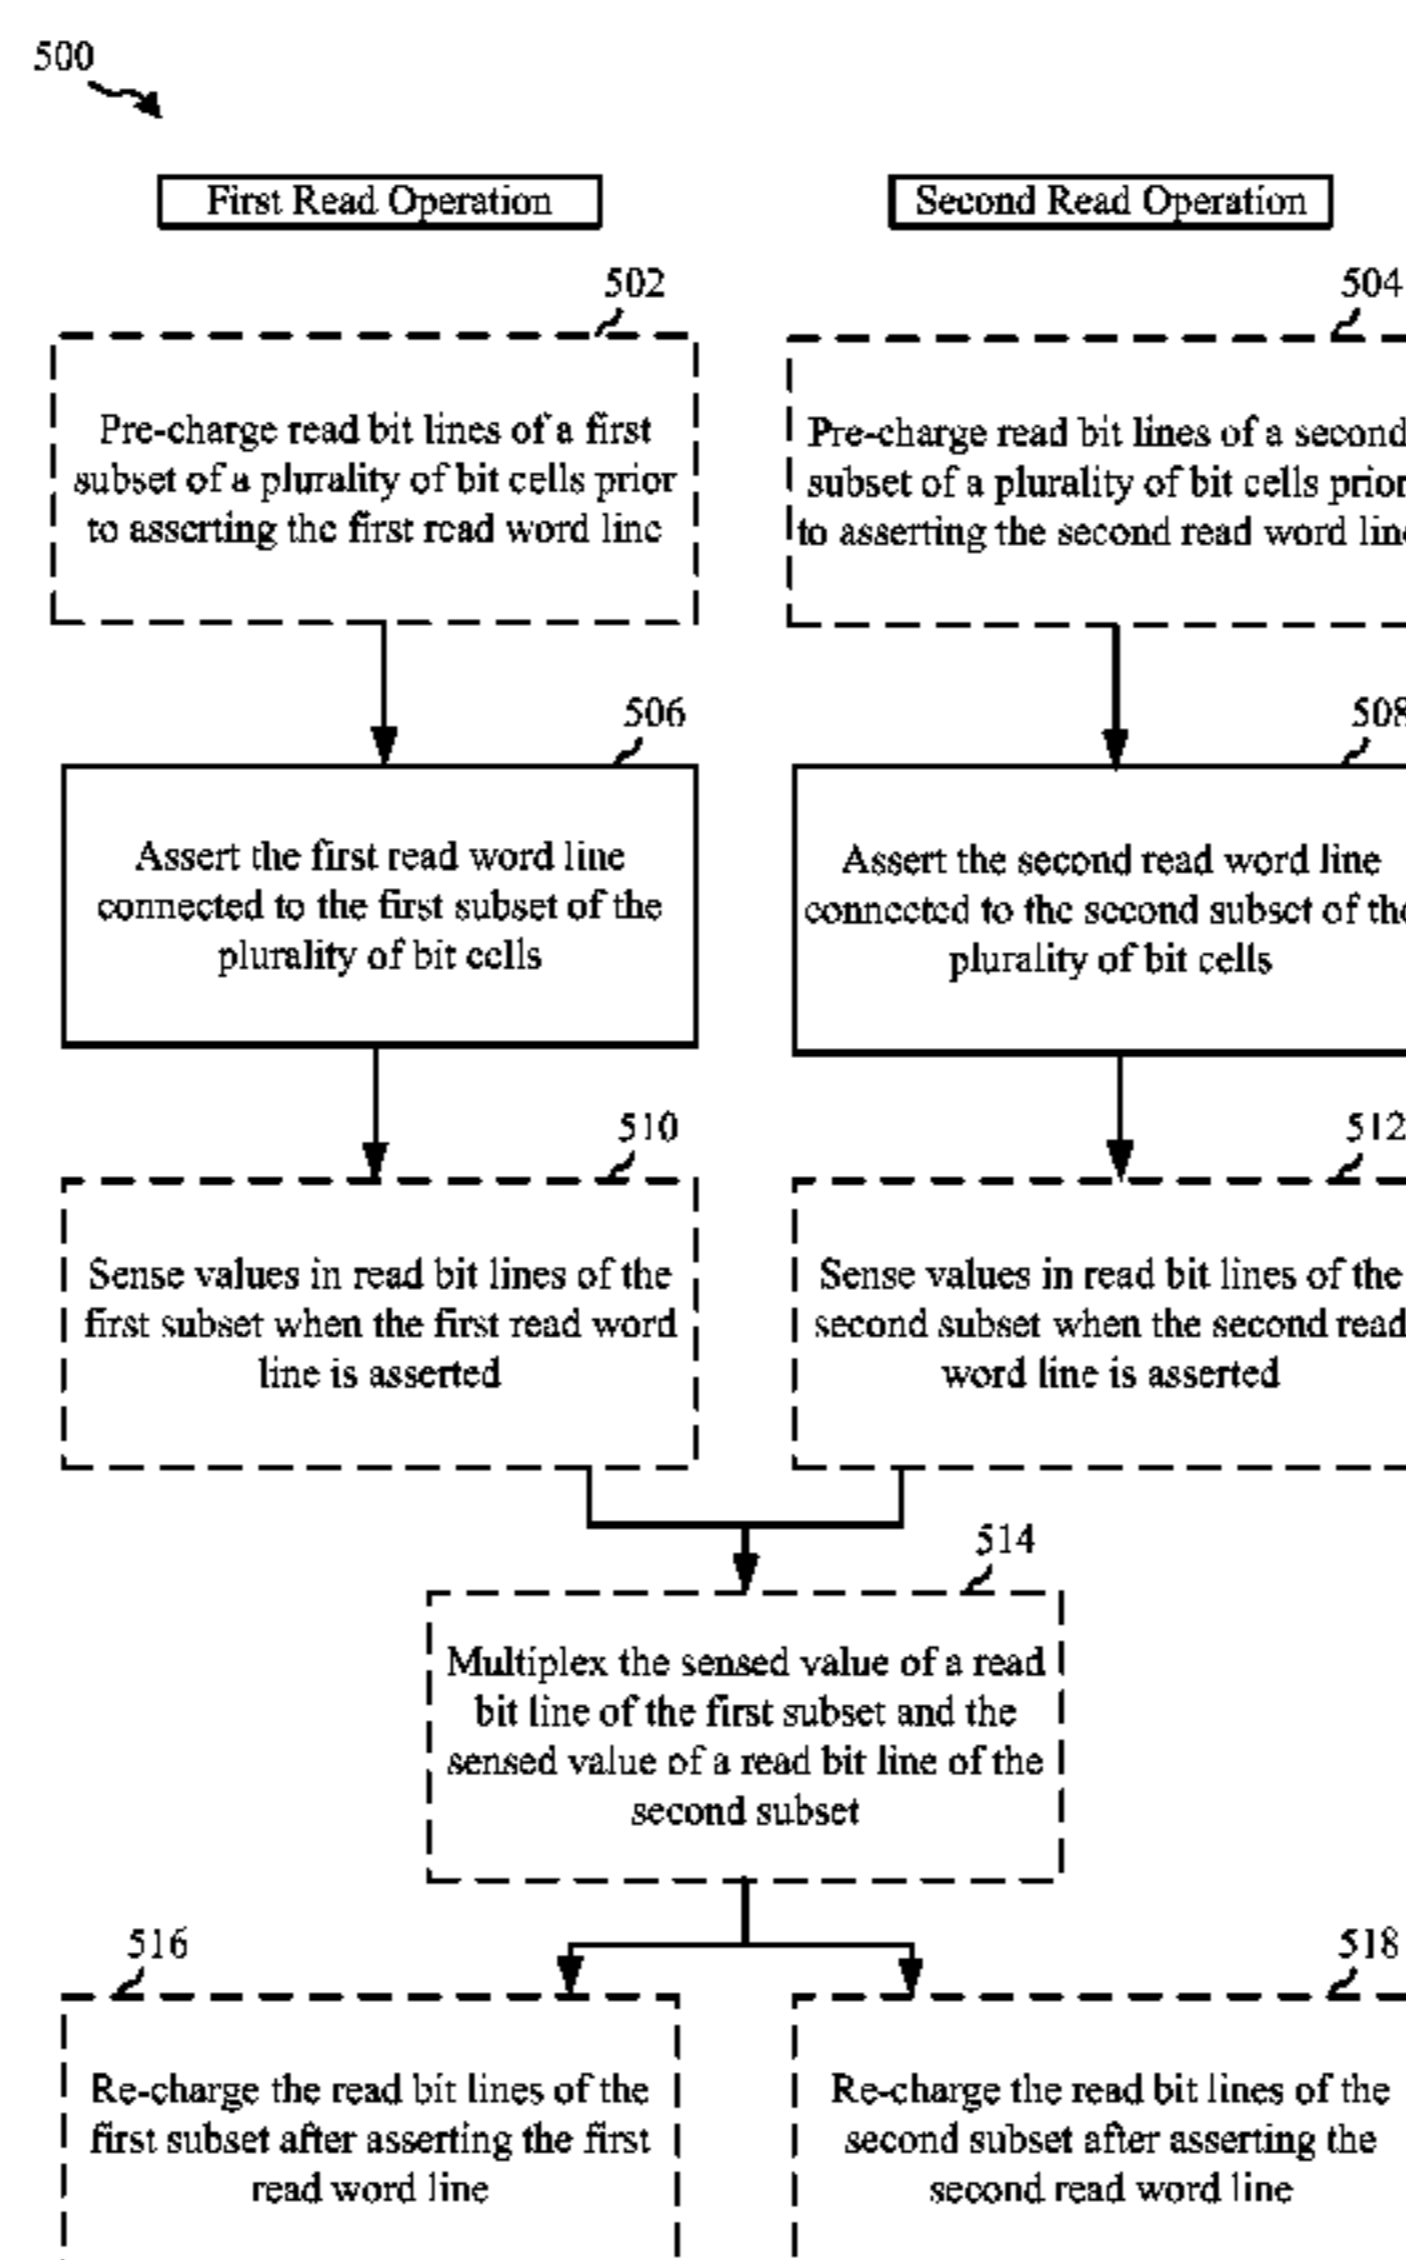 500
First Read Operation
Second Read Operation
502
504
Pre-charge read bit lines of a first
subset of a plurality of bit cells prior
to asserting the first read word line
Pre-charge read bit lines of a second
subset of a plurality of bit cells prior
to asserting the second read word line
506
508
Assert the first read word line
connected to the first subset of the
plurality of bit cells
Assert the second read word line
connected to the second subset of the
plurality of bit cells
510
512
Sense values in read bit lines of the
first subset when the first read word
line is asserted
Sense values in read bit lines of the
second subset when the second read
word line is asserted
514
Multiplex the sensed value of a read
bit line of the first subset and the
sensed value of a read bit line of the
second subset
516
518
Re-charge the read bit lines of the
first subset after asserting the first
read word line
Re-charge the read bit lines of the
second subset after asserting the
second read word line